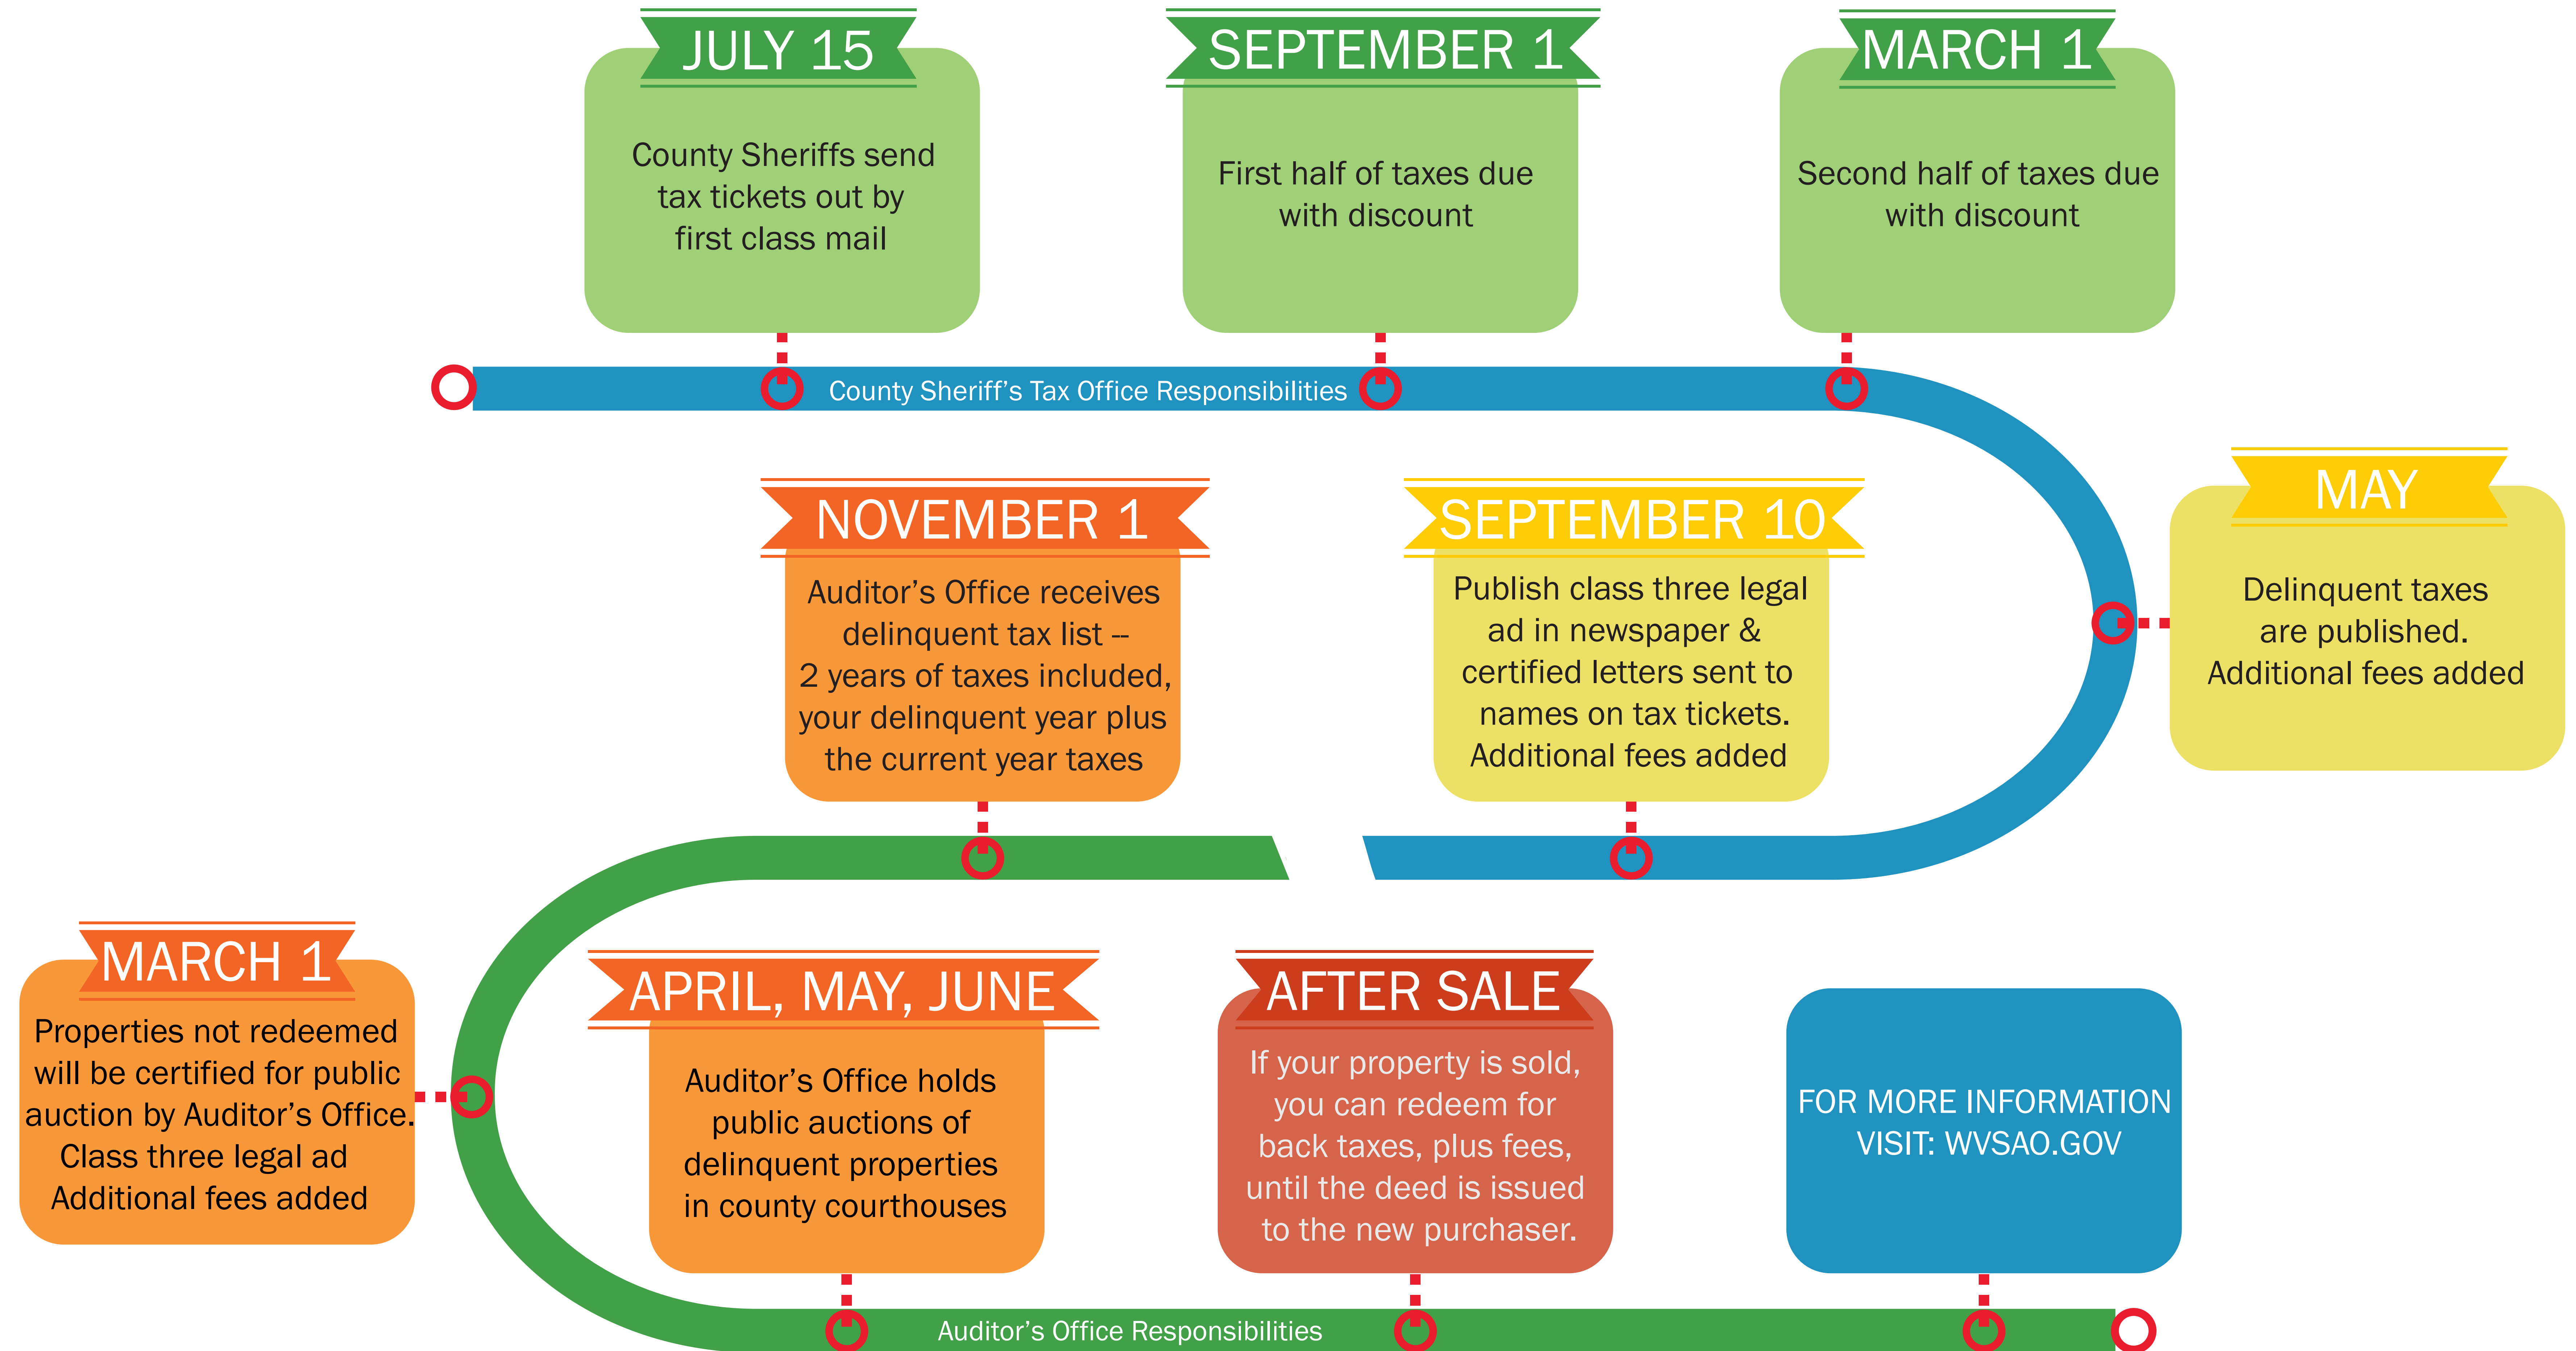 JULY 15
County Sheriffs send
tax tickets out by
first class mail
SEPTEMBER 1
First half of taxes due
with discount
MARCH 1
Second half of taxes due
with discount
County Sheriff’s Tax Office Responsibilities
MAY
Delinquent taxes
are published.
Additional fees added
SEPTEMBER 10
Publish class three legal
ad in newspaper &
certified letters sent to
names on tax tickets.
Additional fees added
NOVEMBER 1
Auditor’s Office receives
delinquent tax list --
2 years of taxes included,
your delinquent year plus
the current year taxes
MARCH 1
Properties not redeemed
will be certified for public
auction by Auditor’s Office.
Class three legal ad
Additional fees added
APRIL, MAY, JUNE
Auditor’s Office holds
public auctions of
delinquent properties
in county courthouses
AFTER SALE
If your property is sold,
you can redeem for
back taxes, plus fees,
until the deed is issued
to the new purchaser.
FOR MORE INFORMATION
VISIT: WVSAO.GOV
Auditor’s Office Responsibilities